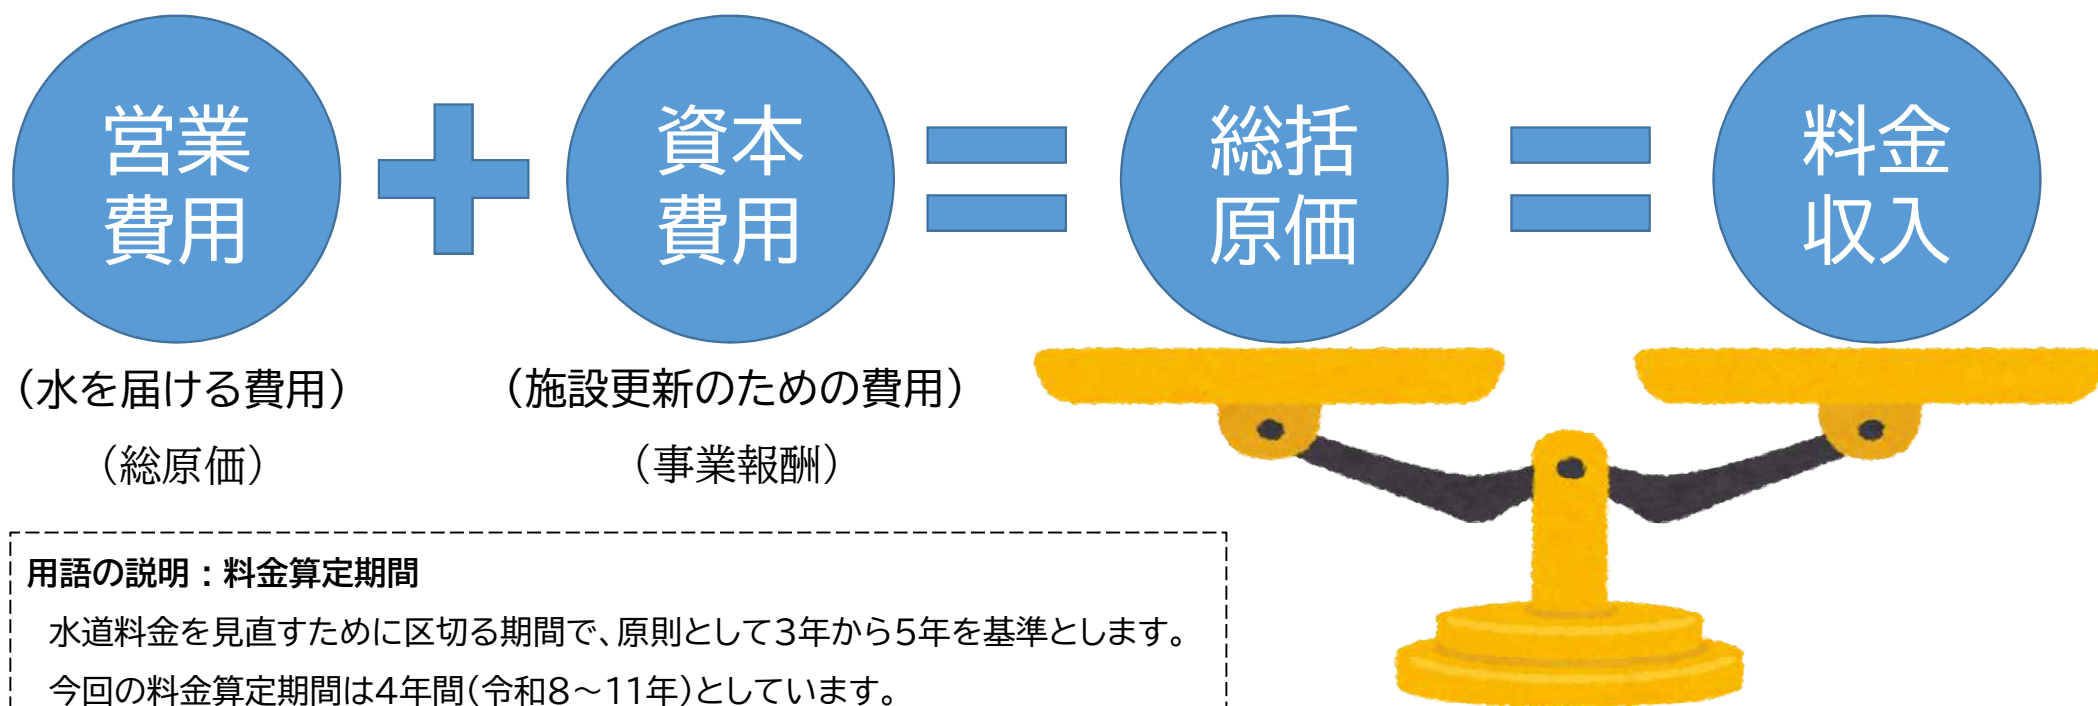 営業
費用
資本
費用
総括
原価
料金
収入
(水を届ける費用)
(施設更新のための費用)
(総原価)
(事業報酬)
用語の説明：料金算定期間
水道料金を見直すために区切る期間で、原則として3年から5年を基準とします。
今回の料金算定期間は4年間(令和8～11年)としています。